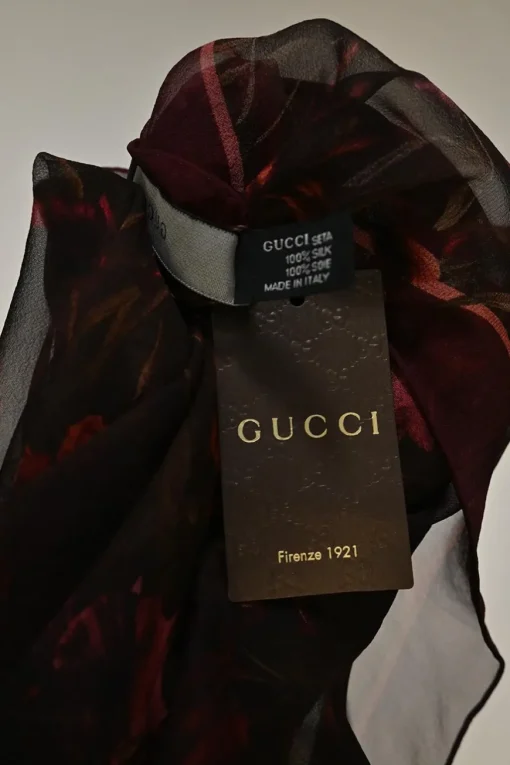 GUCCI SETA
100% SILK
100% SOIE
MADE IN ITALY
GUCCI
Firenze 1921